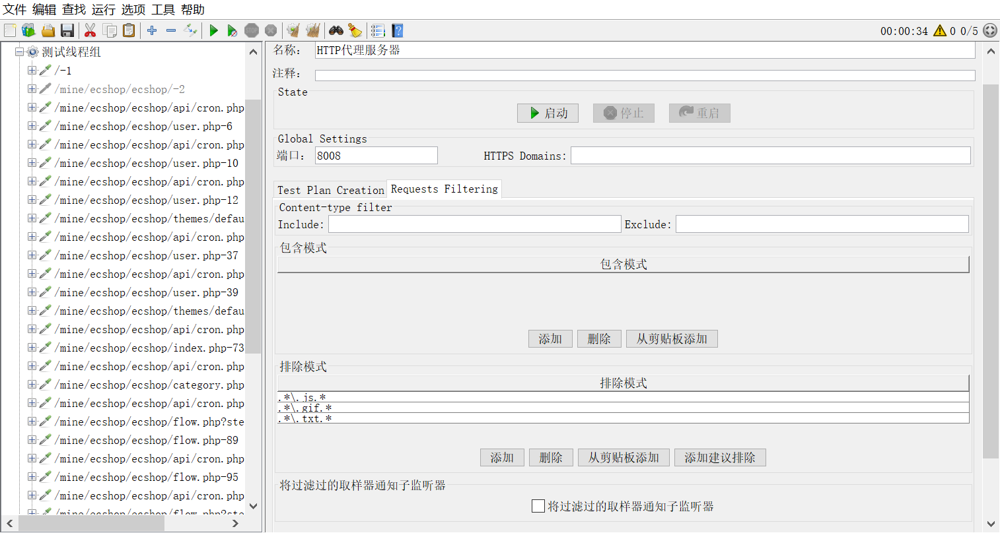 文件 编辑 查找 运行 选项 工具 帮助
00:00:34 0 0/5
测试线程组
/-1
/mine/ecshop/ecshop/-2
/mine/ecshop/ecshop/api/cron.php
/mine/ecshop/ecshop/user.php-6
/mine/ecshop/ecshop/api/cron.php
/mine/ecshop/ecshop/user.php-10
/mine/ecshop/ecshop/api/cron.php
/mine/ecshop/ecshop/user.php-12
/mine/ecshop/ecshop/themes/defau
/mine/ecshop/ecshop/api/cron.php
/mine/ecshop/ecshop/user.php-37
/mine/ecshop/ecshop/api/cron.php
/mine/ecshop/ecshop/user.php-39
/mine/ecshop/ecshop/themes/defau
/mine/ecshop/ecshop/api/cron.php
/mine/ecshop/ecshop/index.php-73
/mine/ecshop/ecshop/api/cron.php
/mine/ecshop/ecshop/category.php
/mine/ecshop/ecshop/api/cron.php
/mine/ecshop/ecshop/flow.php?ste
/mine/ecshop/ecshop/flow.php-89
/mine/ecshop/ecshop/api/cron.php
/mine/ecshop/ecshop/flow.php-95
/mine/ecshop/ecshop/api/cron.php
/mine/ecshop/ecshop/flow.php?ste
名称： HTTP代理服务器
注释：
State
启动 停止 重启
Global Settings
端口： 8008 HTTPS Domains:
Test Plan Creation Requests Filtering
Content-type filter
Include: Exclude:
包含模式
包含模式
添加 删除 从剪贴板添加
排除模式
排除模式
.*\.js.*
.*\.gif.*
.*\.txt.*
添加 删除 从剪贴板添加 添加建议排除
将过滤过的取样器通知子监听器
将过滤过的取样器通知子监听器